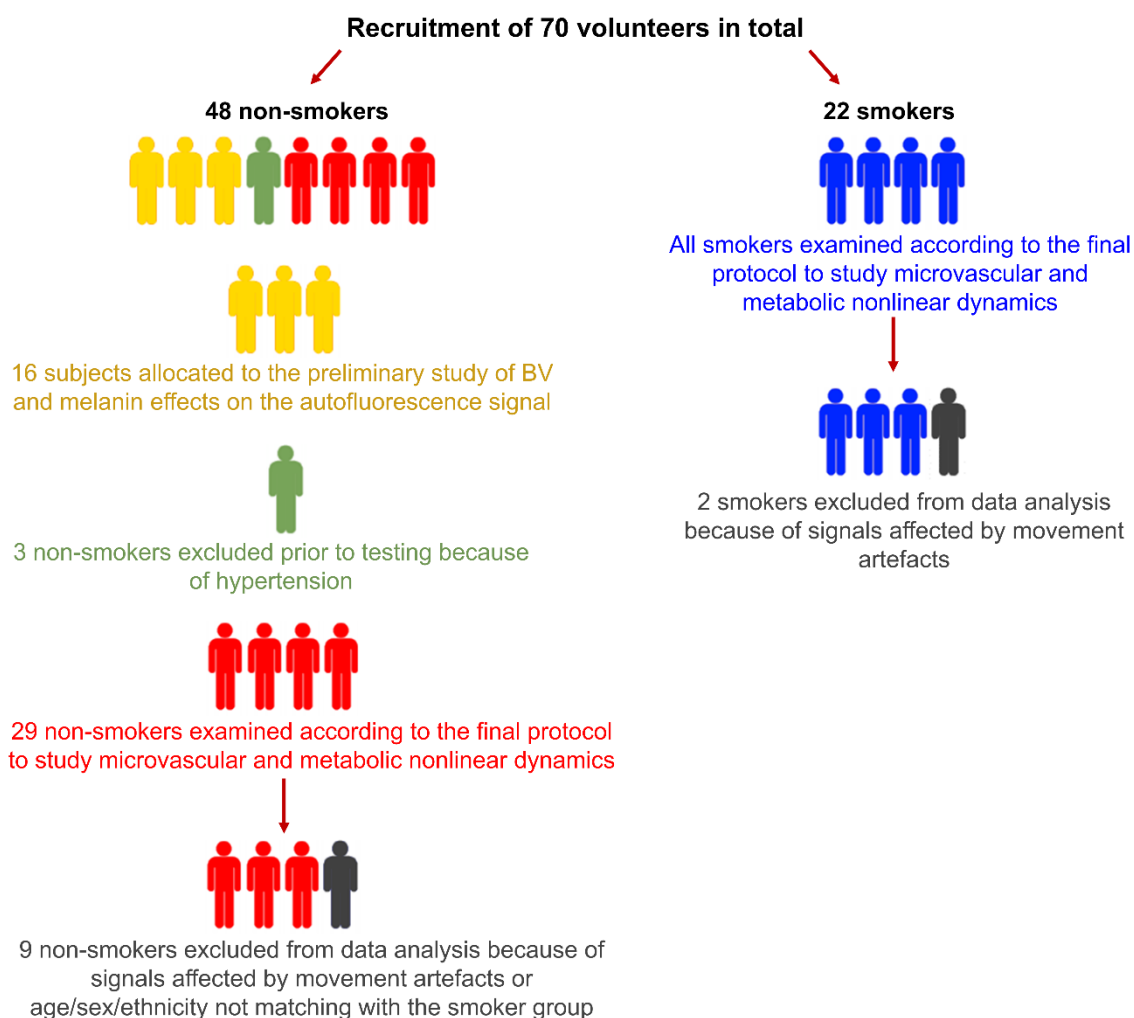 Recruitment of 70 volunteers in total
48 non-smokers
16 subjects allocated to the preliminary study of BV
and melanin effects on the autofluorescence signal
3 non-smokers excluded prior to testing because
of hypertension
29 non-smokers examined according to the final protocol
to study microvascular and metabolic nonlinear dynamics
9 non-smokers excluded from data analysis because of
signals affected by movement artefacts or
age/sex/ethnicity not matching with the smoker group
22 smokers
All smokers examined according to the final
protocol to study microvascular and
metabolic nonlinear dynamics
2 smokers excluded from data analysis
because of signals affected by movement
artefacts